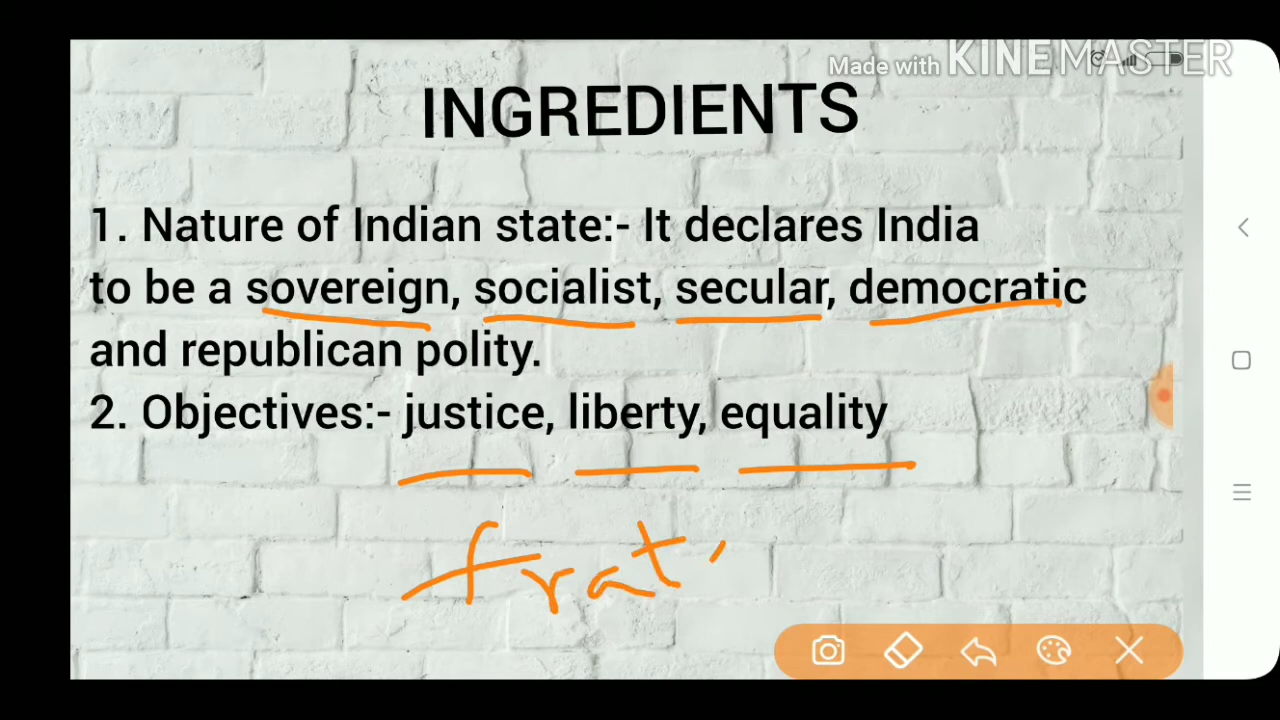 Made with KINEMASTER
INGREDIENTS
1. Nature of Indian state:- It declares India
to be a sovereign, socialist, secular, democratic
and republican polity.
2. Objectives:- justice, liberty, equality
frat